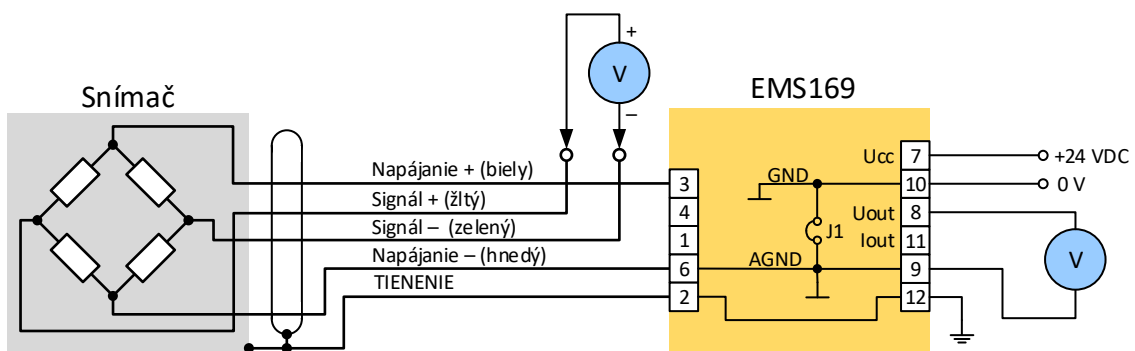 Snímač
Napájanie + (biely)
Signál + (žltý)
Signál – (zelený)
Napájanie – (hnedý)
TIENENIE
+
V
–
EMS169
3
4
1
6
2
GND
J1
AGND
Ucc
Uout
Iout
7
10
8
11
9
12
+24 VDC
0 V
V